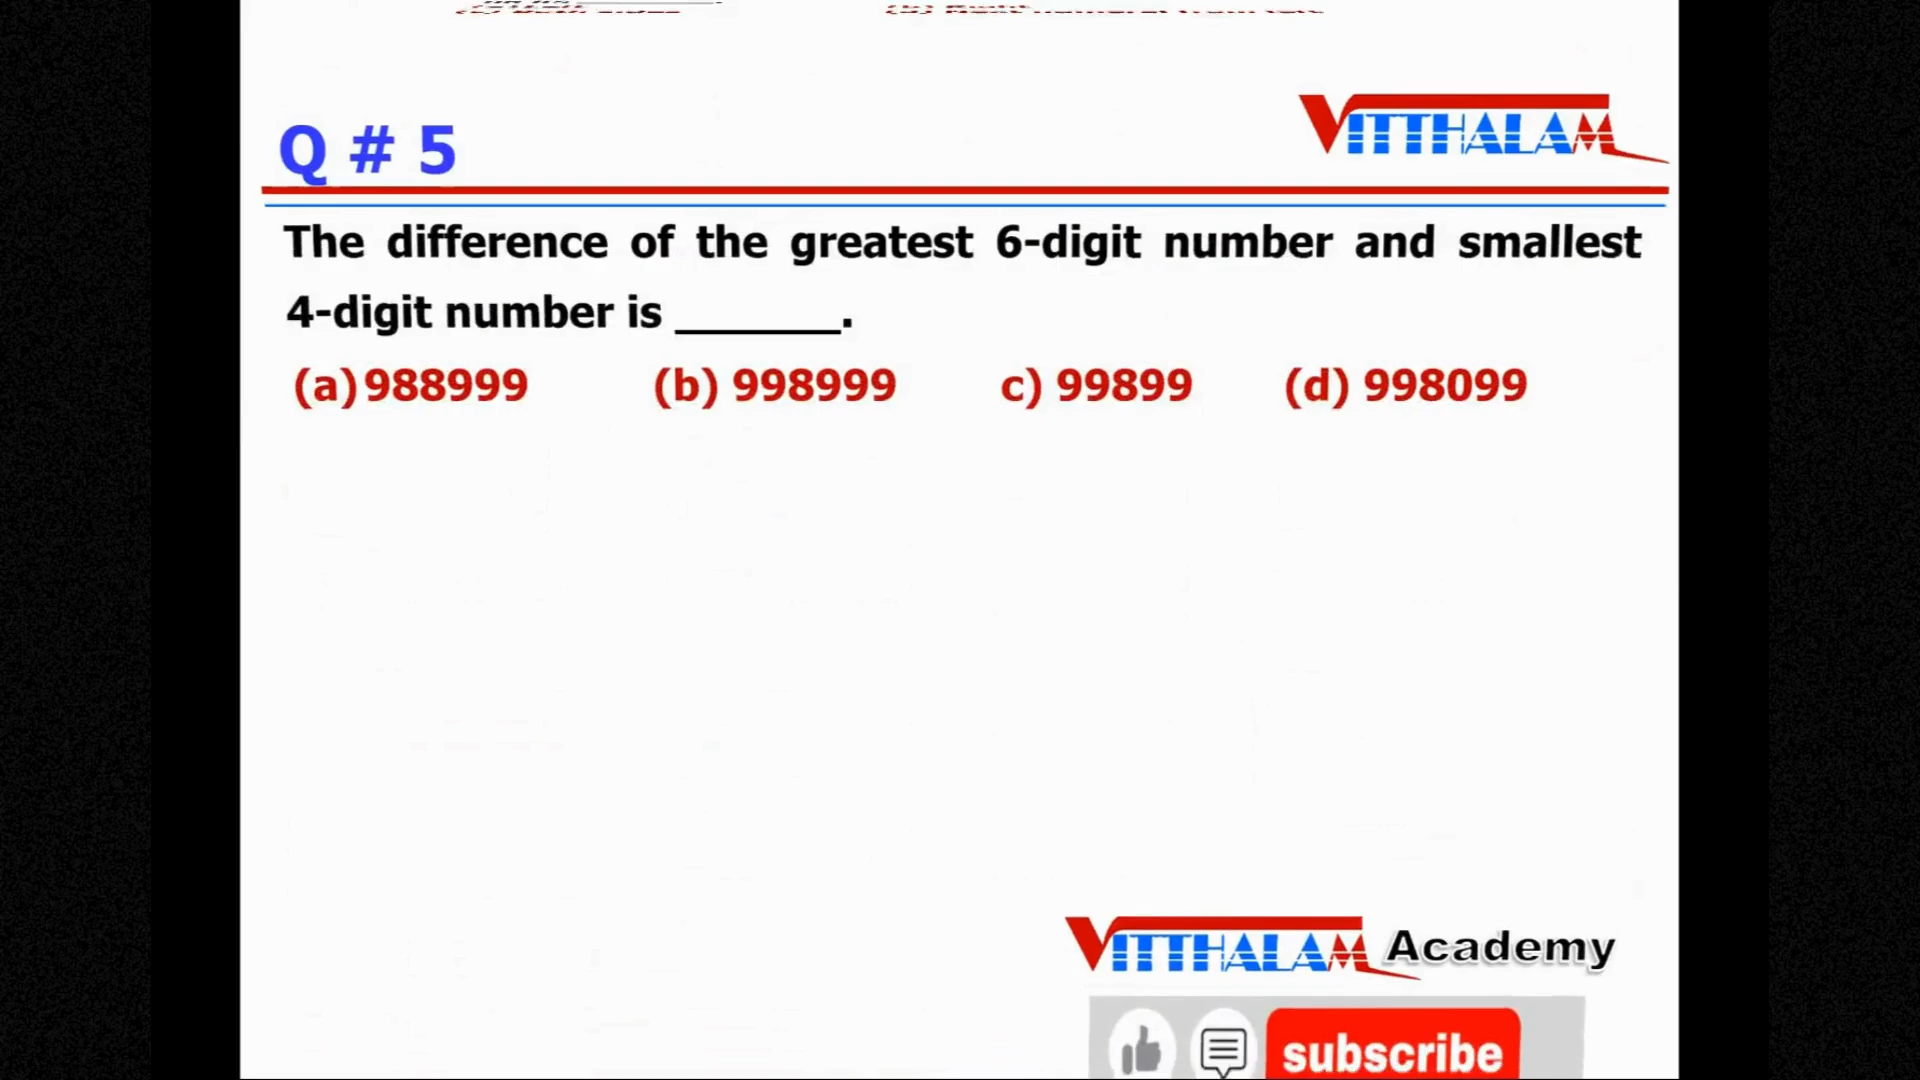 Q # 5
VITTHALAM
The difference of the greatest 6-digit number and smallest
4-digit number is ______.
(a)988999 (b) 998999 c) 99899 (d) 998099
VITTHALAM Academy
subscribe